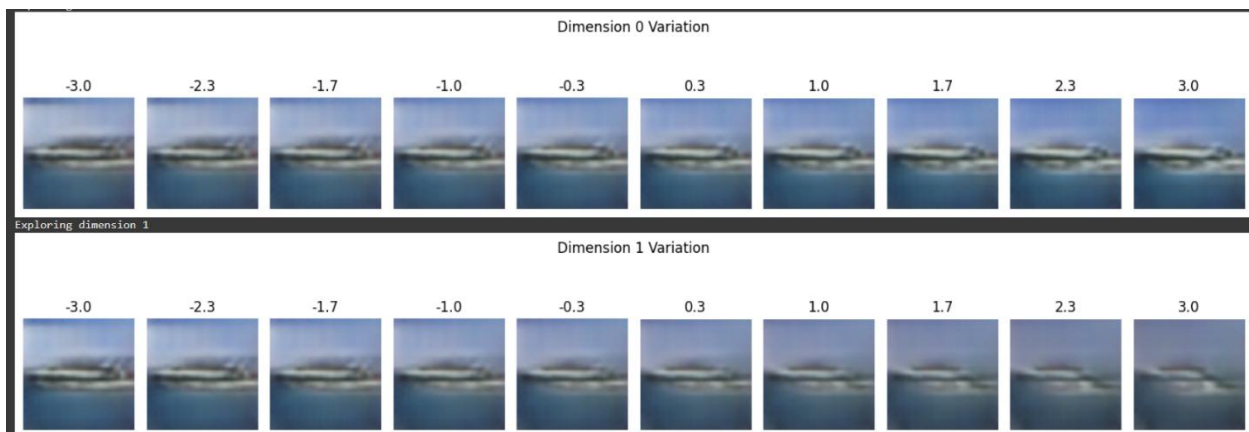 Dimension 0 Variation
-3.0 -2.3 -1.7 -1.0 -0.3 0.3 1.0 1.7 2.3 3.0
Exploring dimension 1
Dimension 1 Variation
-3.0 -2.3 -1.7 -1.0 -0.3 0.3 1.0 1.7 2.3 3.0